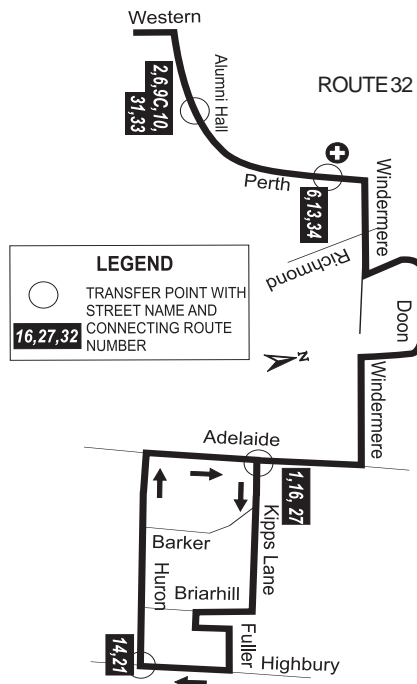 Western
2,6,9C,10,
31,33
Alumni Hall
ROUTE 32
Perth
6,13,34
Windermere
Richmond
LEGEND
TRANSFER POINT WITH
STREET NAME AND
CONNECTING ROUTE
NUMBER
16,27,32
Doon
N
Windermere
Adelaide
1,16, 27
Kipps Lane
Barker
Huron
Briarhill
Fuller
14,21
Highbury